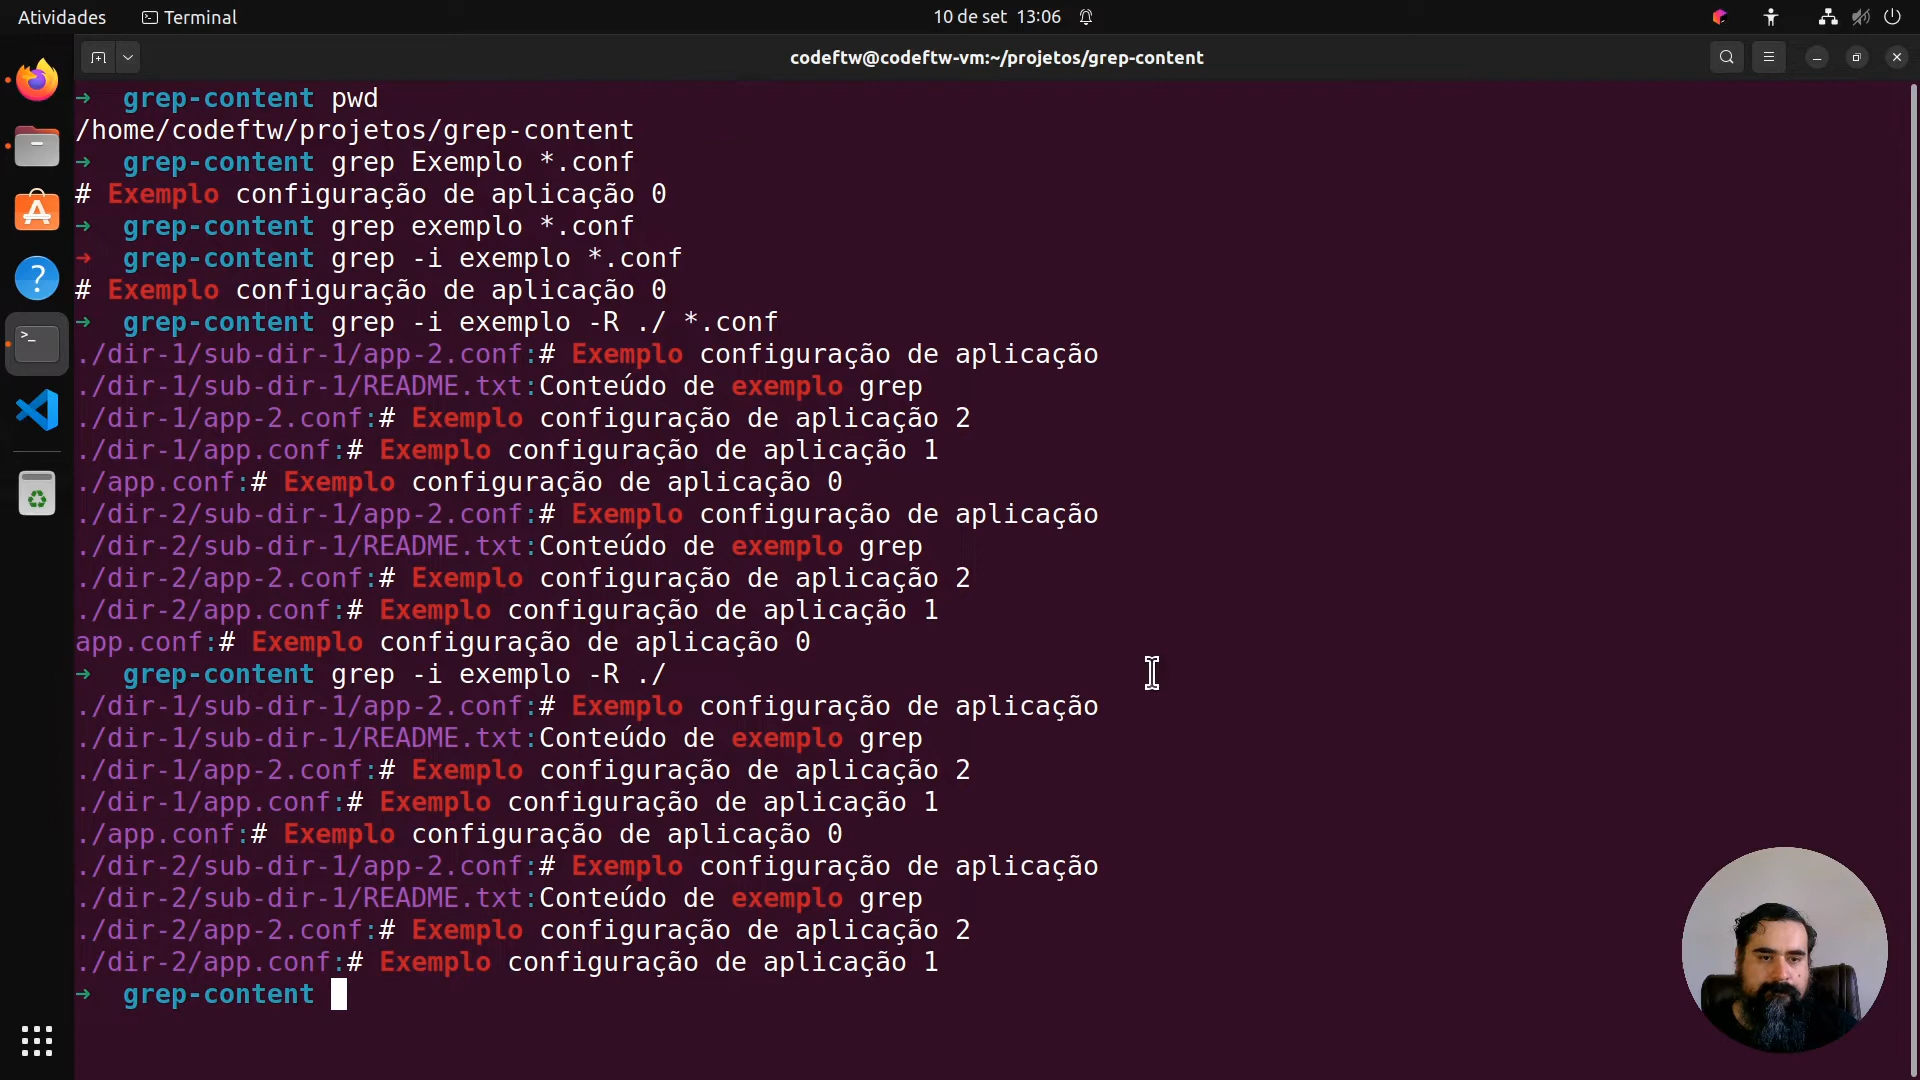 Atividades
Terminal
10 de set 13:06
codeftw@codeftw-vm:~/projetos/grep-content
→ grep-content pwd
/home/codeftw/projetos/grep-content
→ grep-content grep Exemplo *.conf
# Exemplo configuração de aplicação 0
→ grep-content grep exemplo *.conf
→ grep-content grep -i exemplo *.conf
# Exemplo configuração de aplicação 0
→ grep-content grep -i exemplo -R ./ *.conf
./dir-1/sub-dir-1/app-2.conf:# Exemplo configuração de aplicação
./dir-1/sub-dir-1/README.txt:Conteúdo de exemplo grep
./dir-1/app-2.conf:# Exemplo configuração de aplicação 2
./dir-1/app.conf:# Exemplo configuração de aplicação 1
./app.conf:# Exemplo configuração de aplicação 0
./dir-2/sub-dir-1/app-2.conf:# Exemplo configuração de aplicação
./dir-2/sub-dir-1/README.txt:Conteúdo de exemplo grep
./dir-2/app-2.conf:# Exemplo configuração de aplicação 2
./dir-2/app.conf:# Exemplo configuração de aplicação 1
app.conf:# Exemplo configuração de aplicação 0
→ grep-content grep -i exemplo -R ./
./dir-1/sub-dir-1/app-2.conf:# Exemplo configuração de aplicação
./dir-1/sub-dir-1/README.txt:Conteúdo de exemplo grep
./dir-1/app-2.conf:# Exemplo configuração de aplicação 2
./dir-1/app.conf:# Exemplo configuração de aplicação 1
./app.conf:# Exemplo configuração de aplicação 0
./dir-2/sub-dir-1/app-2.conf:# Exemplo configuração de aplicação
./dir-2/sub-dir-1/README.txt:Conteúdo de exemplo grep
./dir-2/app-2.conf:# Exemplo configuração de aplicação 2
./dir-2/app.conf:# Exemplo configuração de aplicação 1
→ grep-content